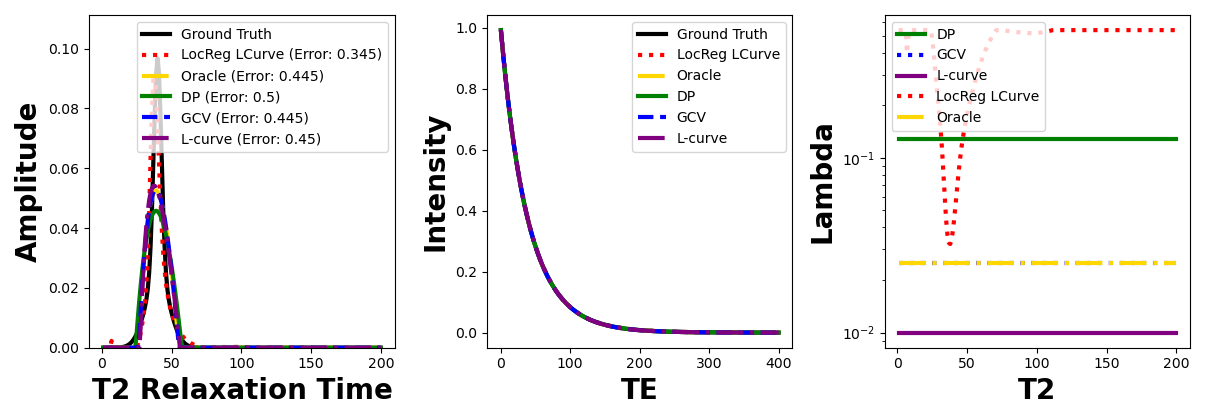 Amplitude
0.10
0.08
0.06
0.04
0.02
0.00
Ground Truth
LocReg LCurve (Error: 0.345)
Oracle (Error: 0.445)
DP (Error: 0.5)
GCV (Error: 0.445)
L-curve (Error: 0.45)
0 50 100 150 200
T2 Relaxation Time
Intensity
1.0
0.8
0.6
0.4
0.2
0.0
Ground Truth
LocReg LCurve
Oracle
DP
GCV
L-curve
0 100 200 300 400
TE
Lambda
10⁻¹
10⁻²
DP
GCV
L-curve
LocReg LCurve
Oracle
0 50 100 150 200
T2